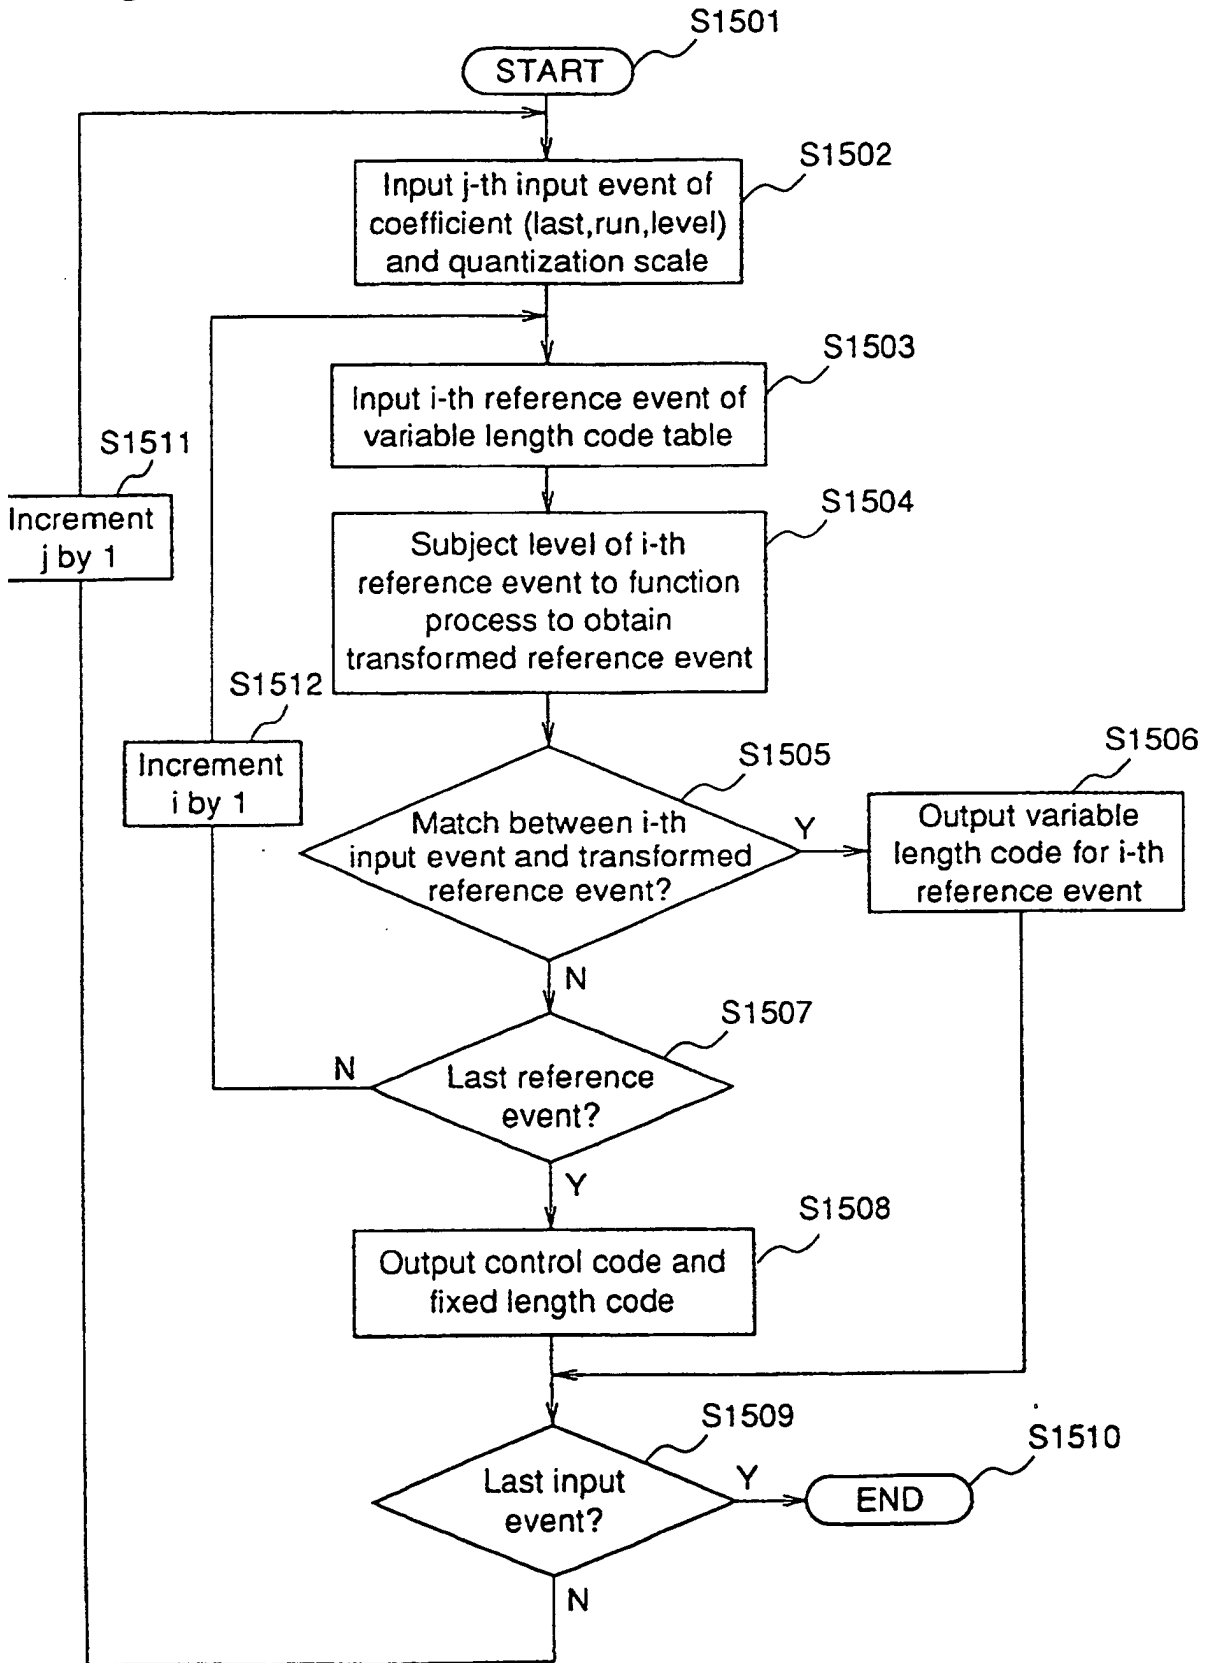 S1501
START
S1502
Input j-th input event of
coefficient (last,run,level)
and quantization scale
S1503
Input i-th reference event of
variable length code table
S1511
Increment
j by 1
S1504
Subject level of i-th
reference event to function
process to obtain
transformed reference event
S1512
Increment
i by 1
S1505
Match between i-th
input event and transformed
reference event?
Y
S1506
Output variable
length code for i-th
reference event
N
S1507
Last reference
event?
N
Y
S1508
Output control code and
fixed length code
S1509
Last input
event?
Y
S1510
END
N